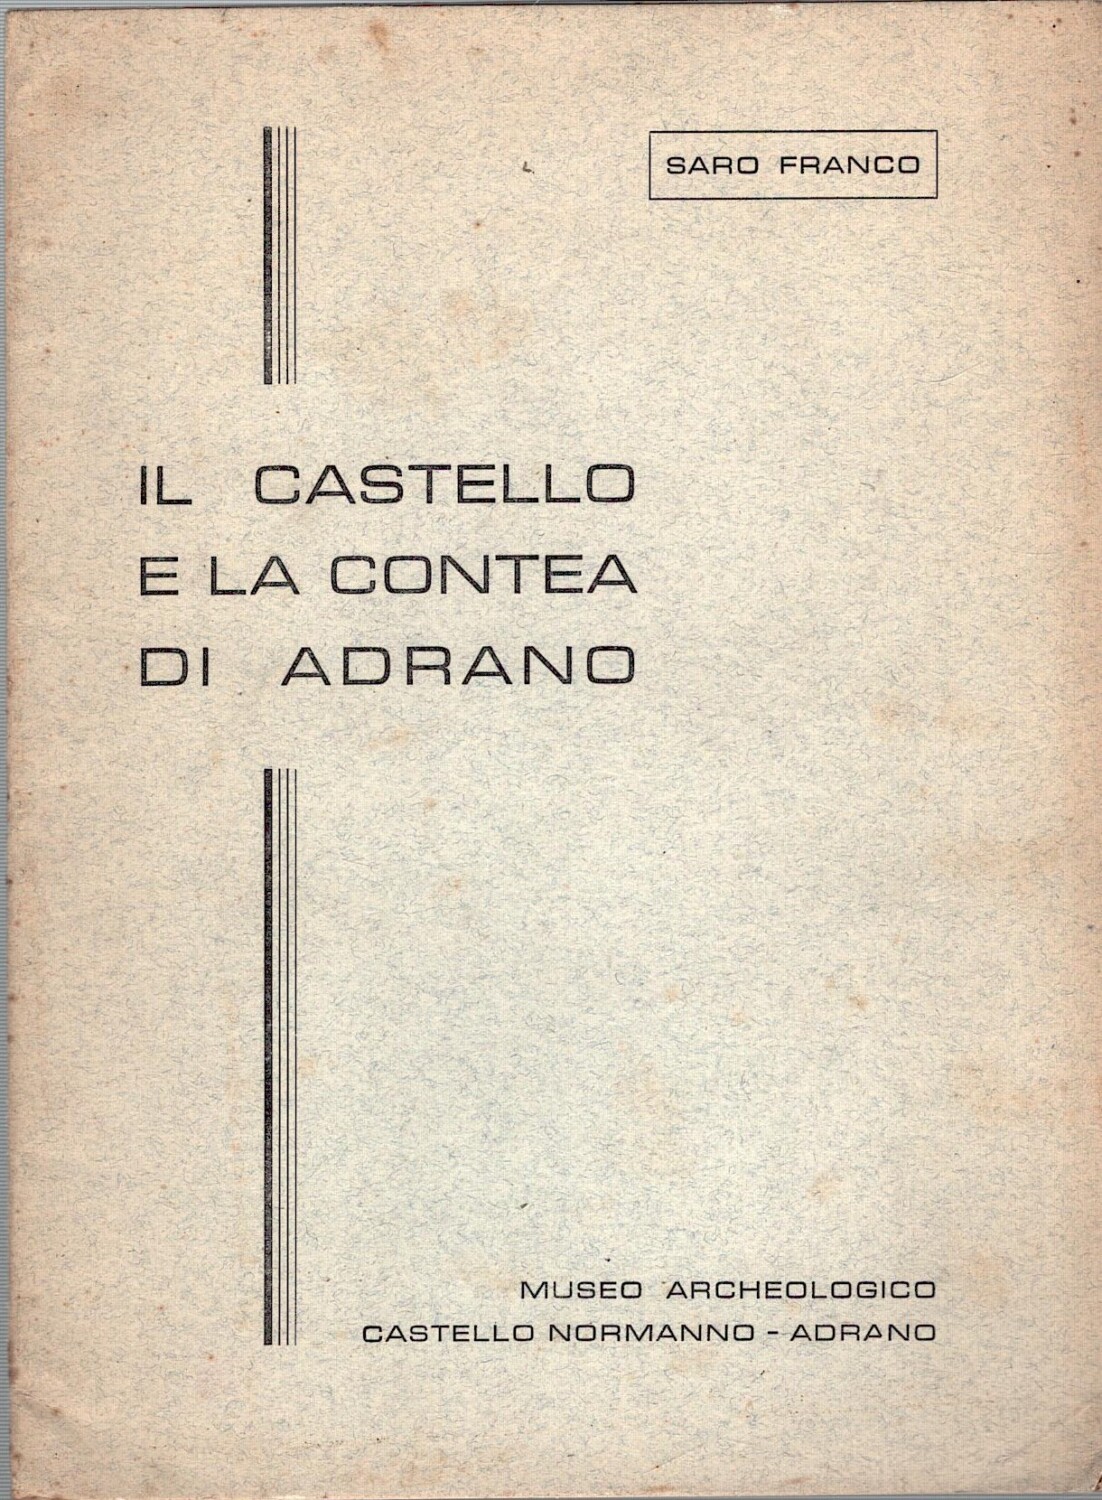 SARO FRANCO
IL CASTELLO
E LA CONTEA
DI ADRANO
MUSEO ARCHEOLOGICO
CASTELLO NORMANNO - ADRANO